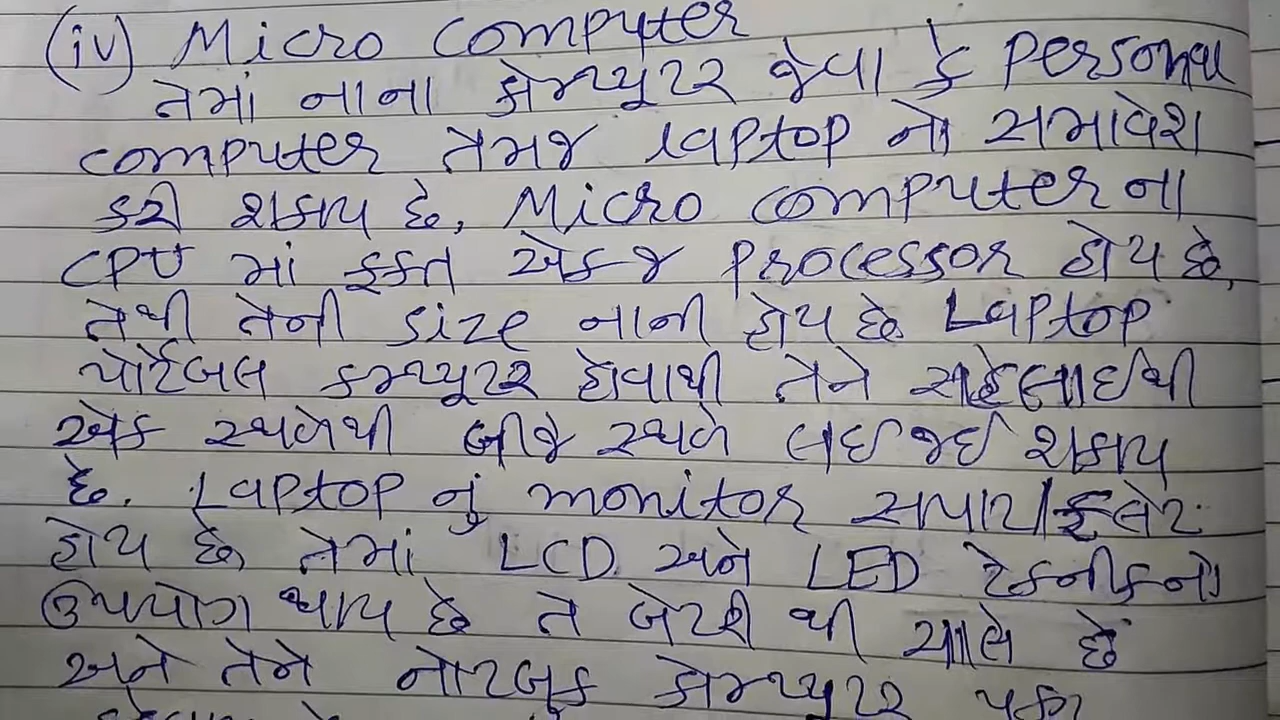 (iv) Micro computer
તેમાં નાના કોમ્પ્યૂટર જેવા કે personal
computer તેમજ laptop નો સમાવેશ
કરી શકાય છે, Micro computer ના
CPU માં ફક્ત એક જ processor હોય છે,
તેથી તેની size નાની હોય છે Laptop
પોર્ટેબલ કમ્પ્યૂટર હોવાથી તેને સહેલાઈથી
એક સ્થળેથી બીજે સ્થળે લઈ જઈ શકાય
છે. Laptop નું monitor સપાટ/ફ્લેટ
હોય છે, તેમાં LCD અને LED ટેકનીકનો
ઉપયોગ થાય છે તે બેટરી થી ચાલે છે
અને તેને નોટબૂક કોમ્પ્યૂટર પણ